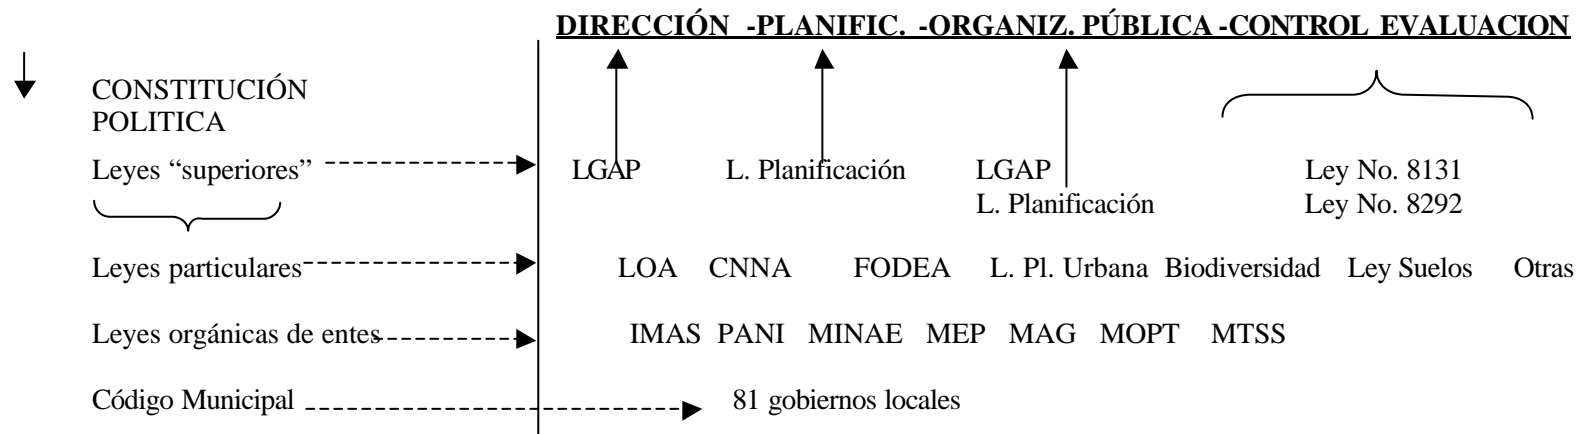 DIRECCIÓN -PLANIFIC. -ORGANIZ. PÚBLICA -CONTROL EVALUACION
CONSTITUCIÓN
POLITICA
Leyes “superiores” LGAP L. Planificación LGAP Ley No. 8131
L. Planificación Ley No. 8292
Leyes particulares LOA CNNA FODEA L. Pl. Urbana Biodiversidad Ley Suelos Otras
Leyes orgánicas de entes IMAS PANI MINAE MEP MAG MOPT MTSS
Código Municipal 81 gobiernos locales